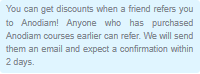 You can get discounts when a friend refers you
to Anodiam! Anyone who has purchased
Anodiam courses earlier can refer. We will send
them an email and expect a confirmation within
2 days.